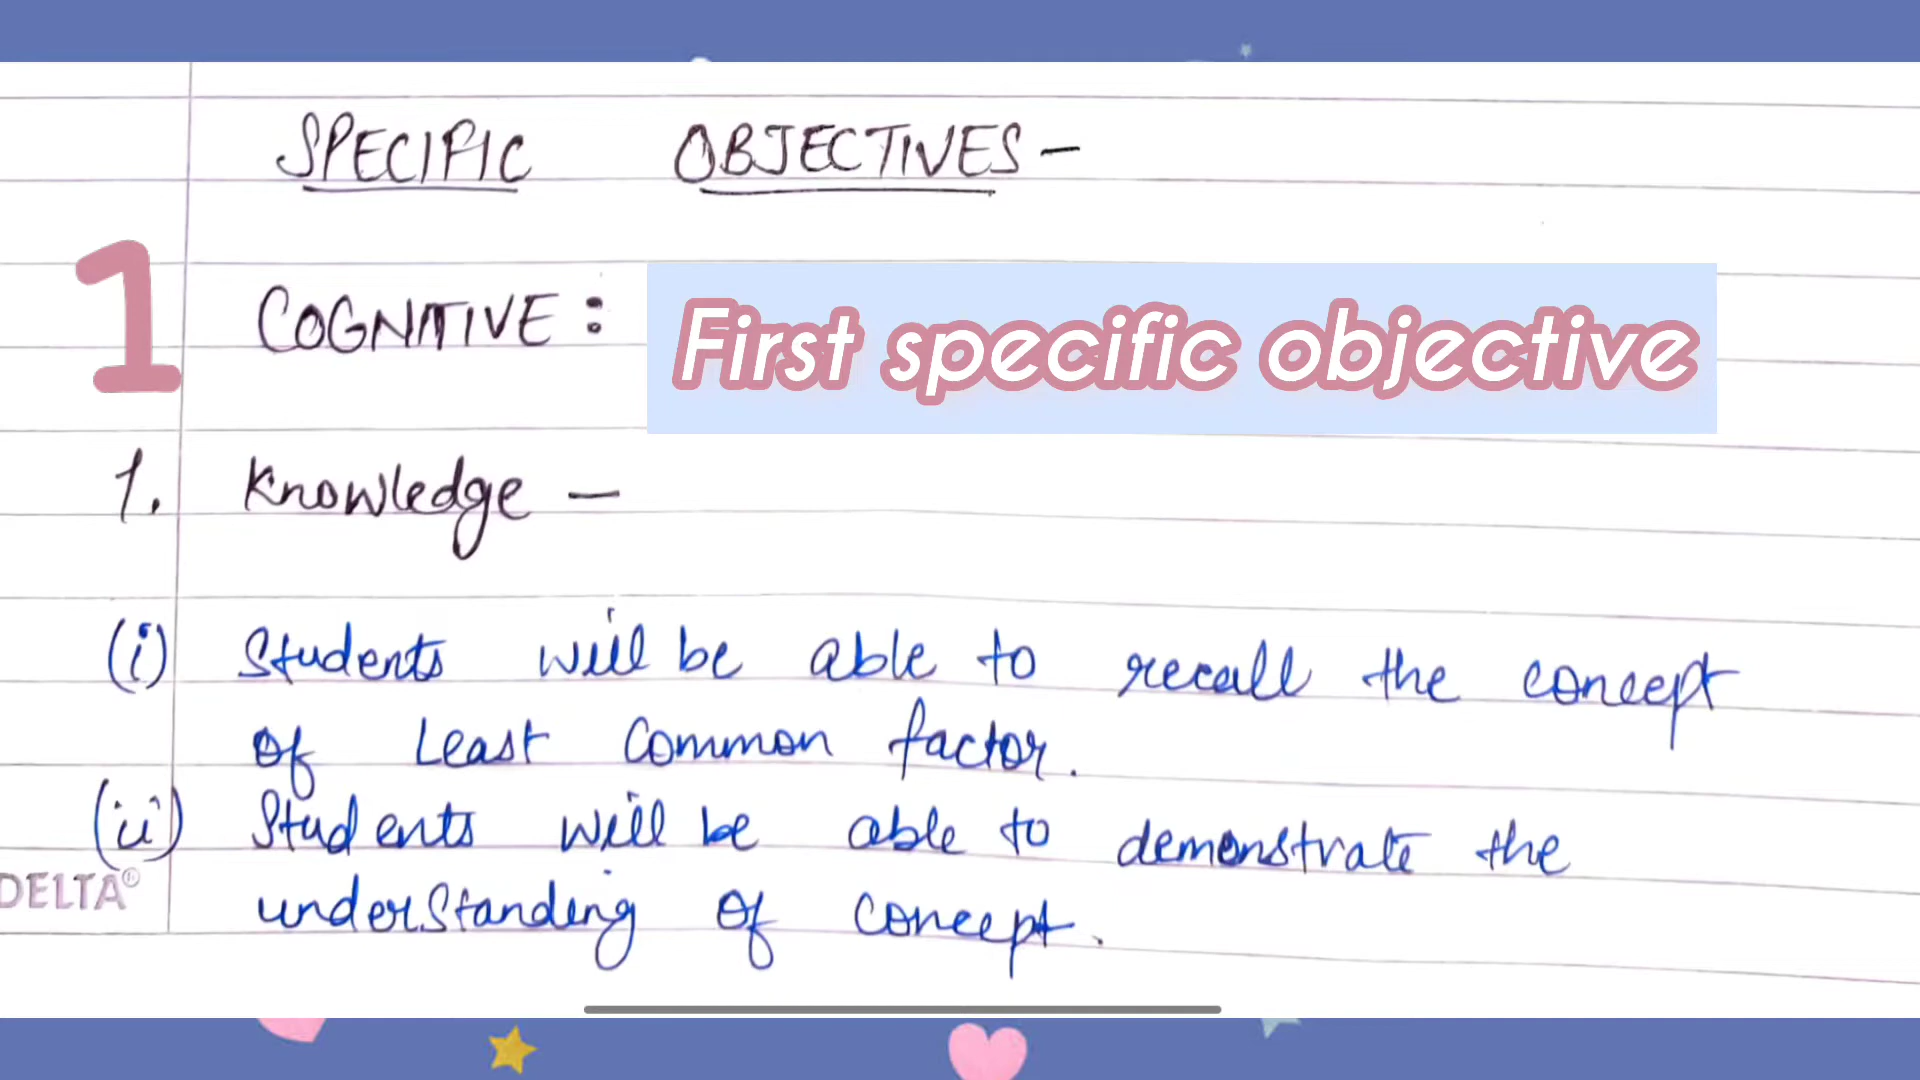 SPECIFIC OBJECTIVES -
1
COGNITIVE :
First specific objective
1. Knowledge -
(i) Students will be able to recall the concept
of Least Common factor.
(ii) Students will be able to demonstrate the
DELTA®
understanding of concept.